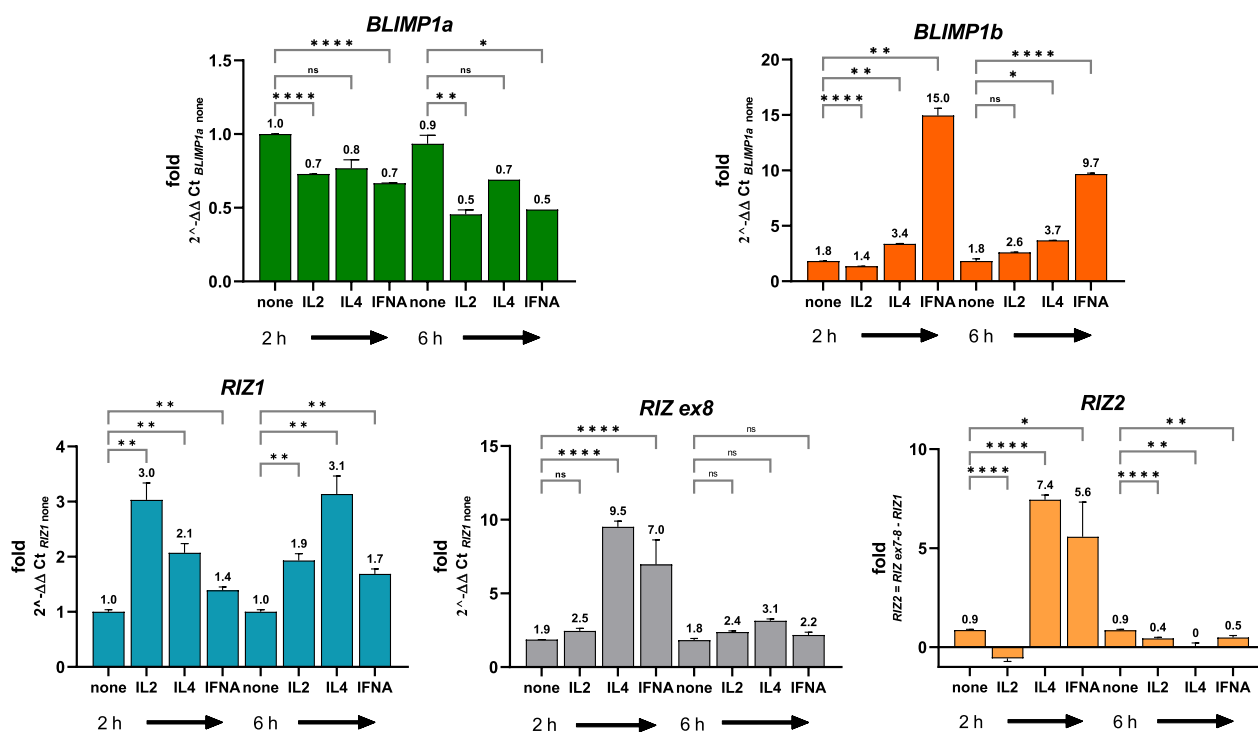 BLIMP1a
1.5
1.0
0.5
0.0
fold
2^-ΔΔ Ct BLIMP1a none
**** *
ns ns
**** **
1.0 0.7 0.8 0.7 0.9 0.5 0.7 0.5
none IL2 IL4 IFNA none IL2 IL4 IFNA
2 h 6 h
BLIMP1b
20
15
10
5
0
fold
2^-ΔΔ Ct BLIMP1a none
** ****
** *
**** ns
1.8 1.4 3.4 15.0 1.8 2.6 3.7 9.7
none IL2 IL4 IFNA none IL2 IL4 IFNA
2 h 6 h
RIZ1
4
3
2
1
0
fold
2^-ΔΔ Ct RIZ1 none
** **
** **
** **
1.0 3.0 2.1 1.4 1.0 1.9 3.1 1.7
none IL2 IL4 IFNA none IL2 IL4 IFNA
2 h 6 h
RIZ ex8
15
10
5
0
fold
2^-ΔΔ Ct RIZ1 none
**** ns
**** ns
ns ns
1.9 2.5 9.5 7.0 1.8 2.4 3.1 2.2
none IL2 IL4 IFNA none IL2 IL4 IFNA
2 h 6 h
RIZ2
10
5
0
fold
RIZ2 = RIZ ex7-8 - RIZ1
* **
**** **
**** ****
0.9 7.4 5.6 0.9 0.4 0 0.5
none IL2 IL4 IFNA none IL2 IL4 IFNA
2 h 6 h